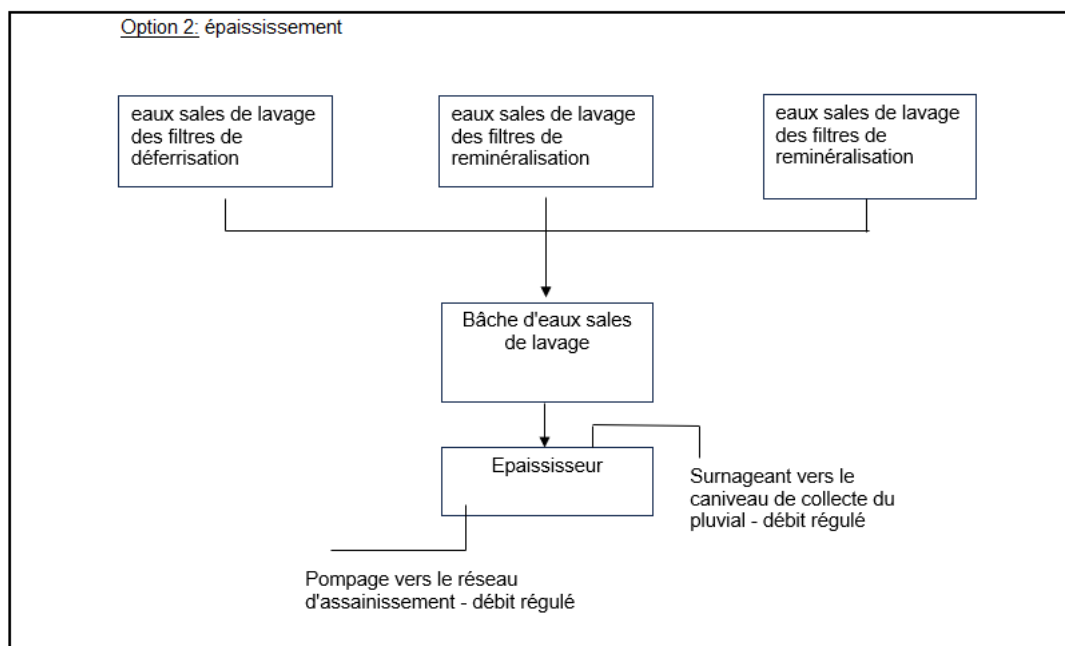 Option 2: épaississement
eaux sales de lavage
des filtres de
déferrisation
eaux sales de lavage
des filtres de
reminéralisation
eaux sales de lavage
des filtres de
reminéralisation
Bâche d'eaux sales
de lavage
Epaississeur
Surnageant vers le
caniveau de collecte du
pluvial - débit régulé
Pompage vers le réseau
d'assainissement - débit régulé